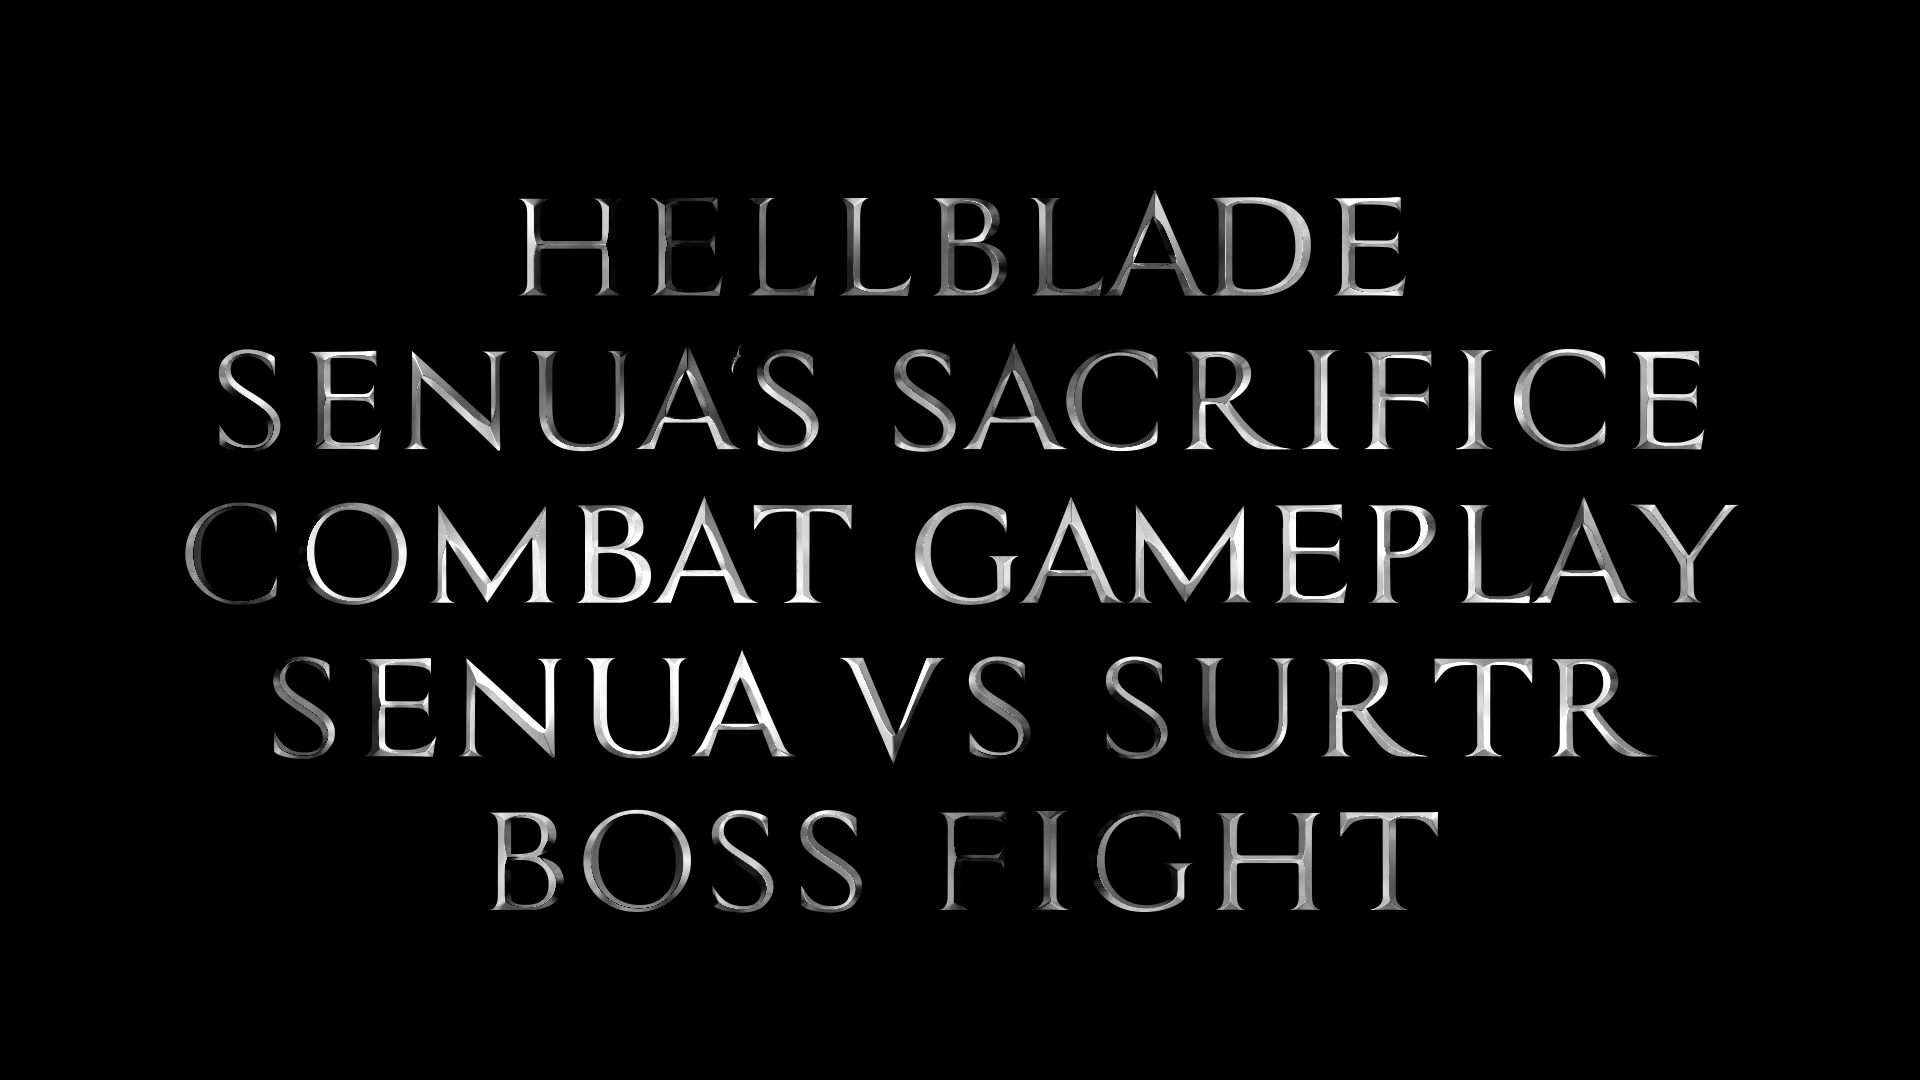 HELLBLADE
SENUA'S SACRIFICE
COMBAT GAMEPLAY
SENUA VS SURTR
BOSS FIGHT